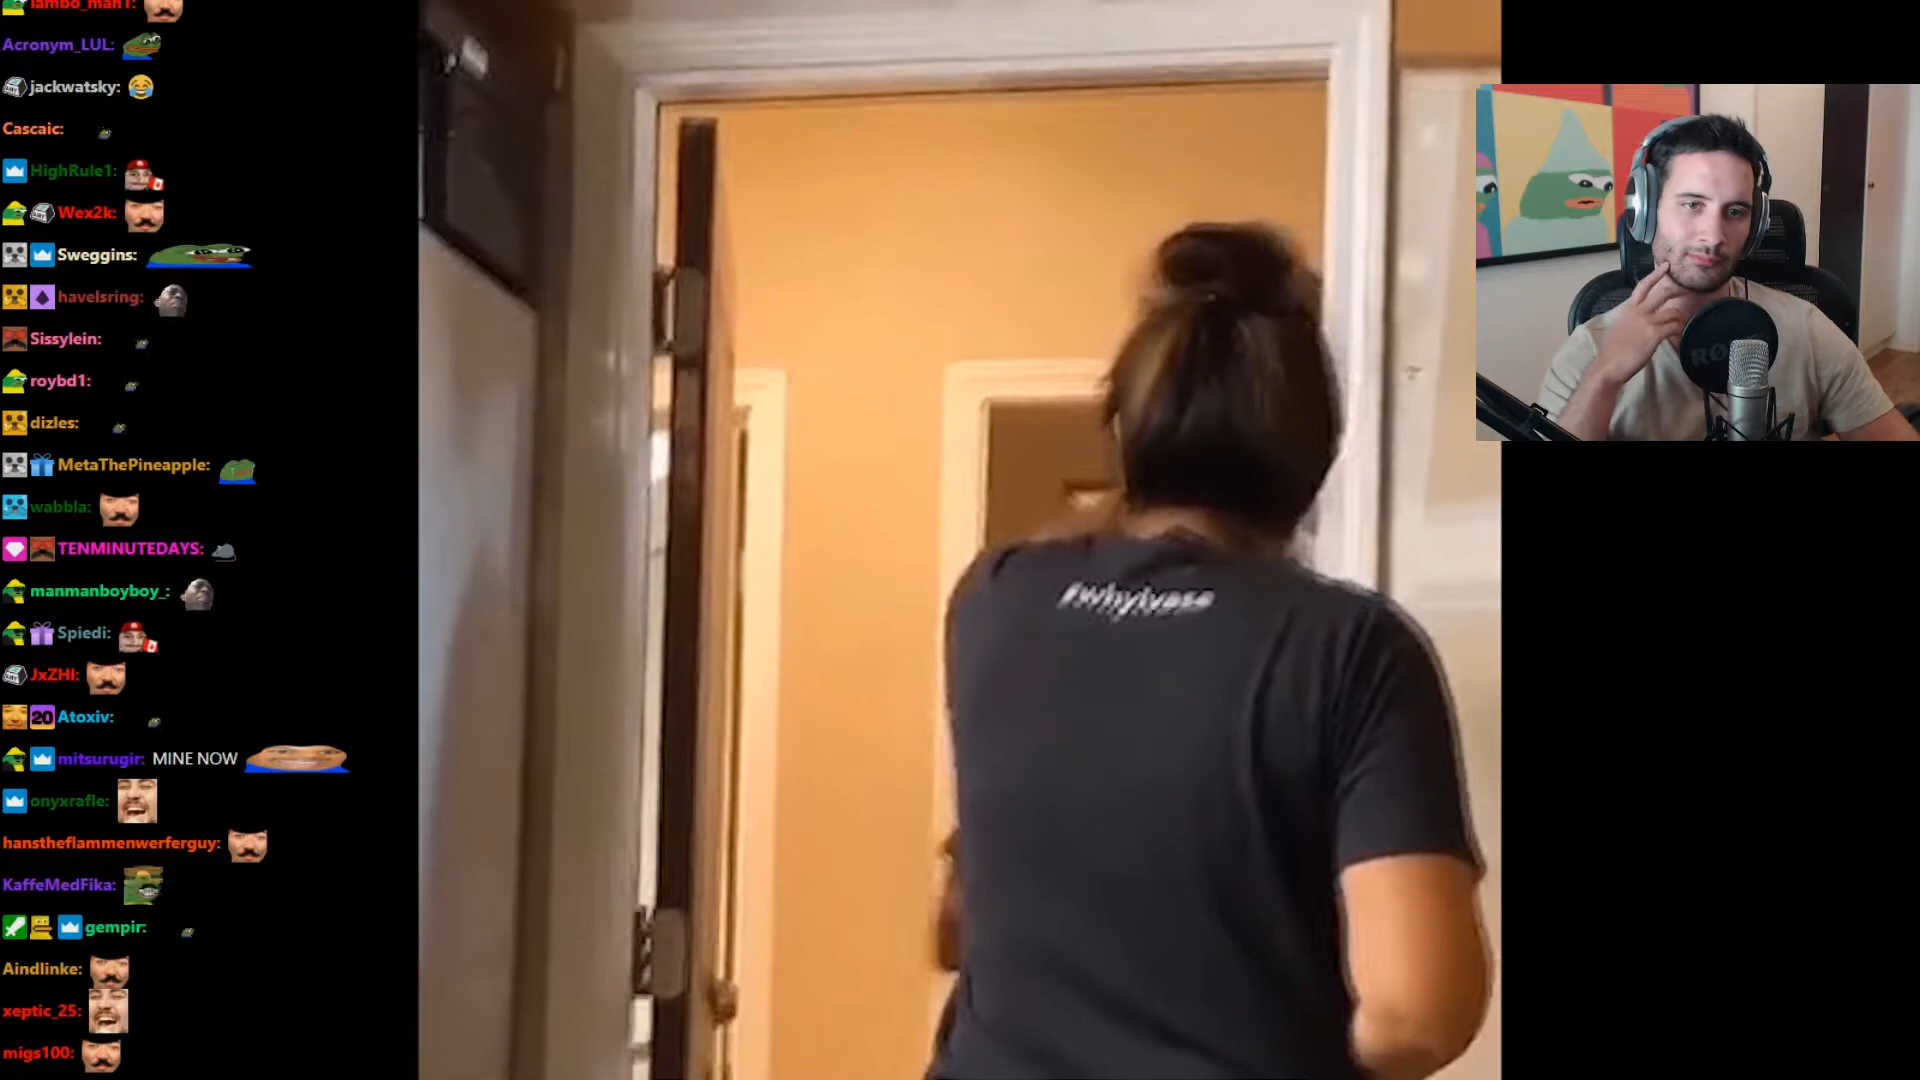 lambo_man1:
Acronym_LUL:
jackwatsky:
Cascaic:
HighRule1:
Wex2k:
Sweggins:
havelsring:
Sissylein:
roybd1:
dizles:
MetaThePineapple:
wabbla:
TENMINUTEDAYS:
manmanboyboy_:
Spiedi:
JxZHI:
20 Atoxiv:
mitsurugir: MINE NOW
onyxrafle:
hanstheflammenwerferguy:
KaffeMedFika:
gempir:
Aindlinke:
xeptic_25:
migs100:
#whyivase